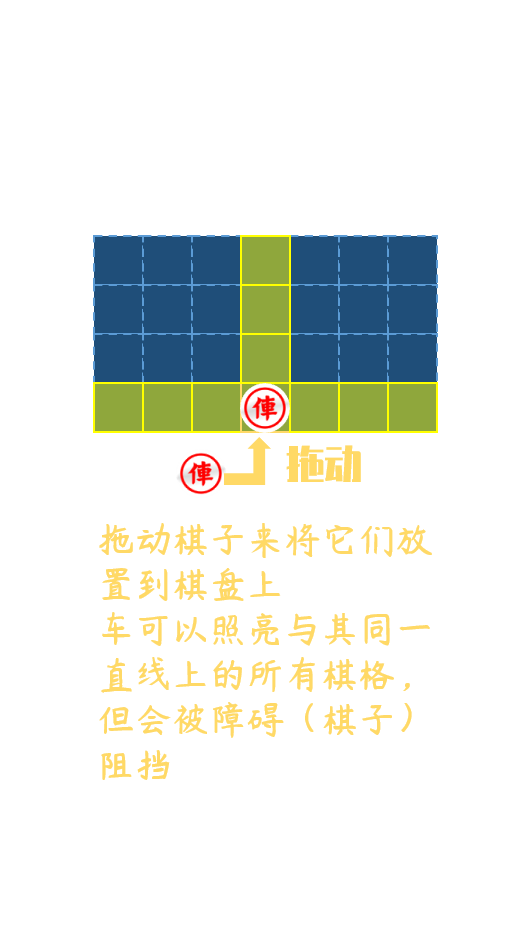 俥
俥
拖动
拖动棋子来将它们放
置到棋盘上
车可以照亮与其同一
直线上的所有棋格，
但会被障碍（棋子）
阻挡